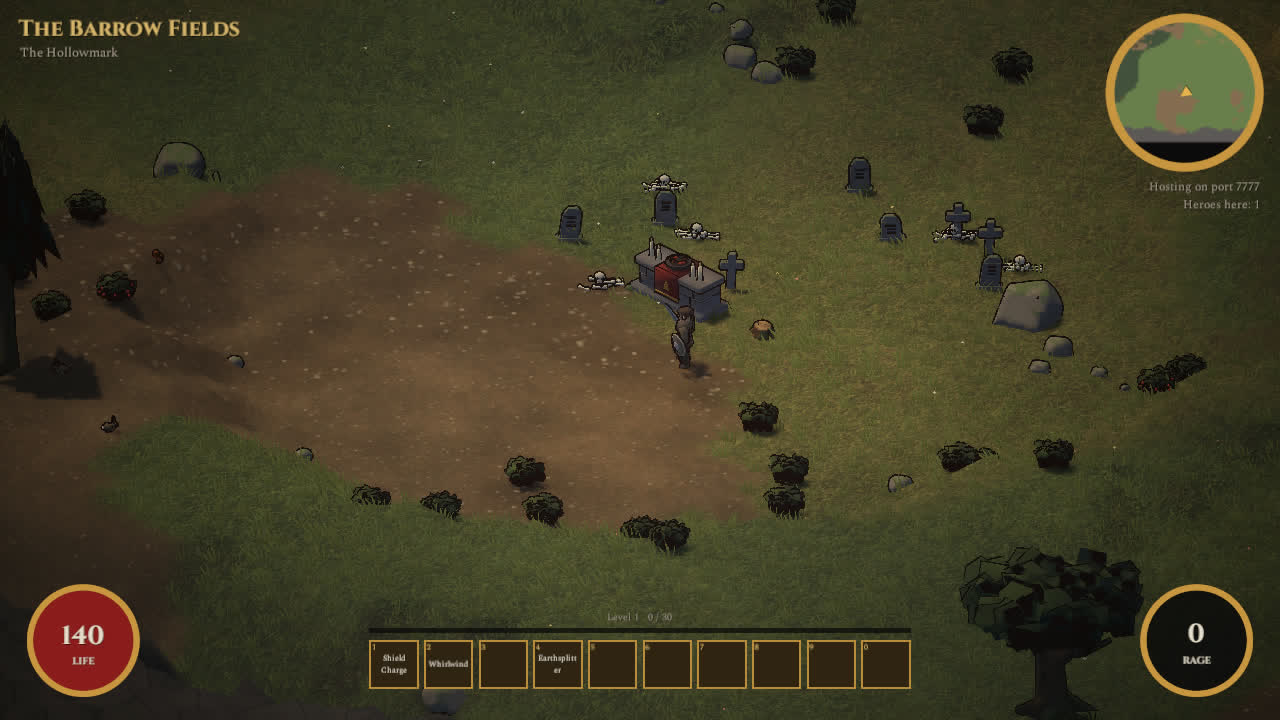 The Barrow Fields
The Hollowmark
Hosting on port 7777
Heroes here: 1
140
LIFE
Level 1 0 / 30
1
Shield
Charge
2
Whirlwind
3
4
Earthsplitt
er
5
6
7
8
9
0
0
RAGE